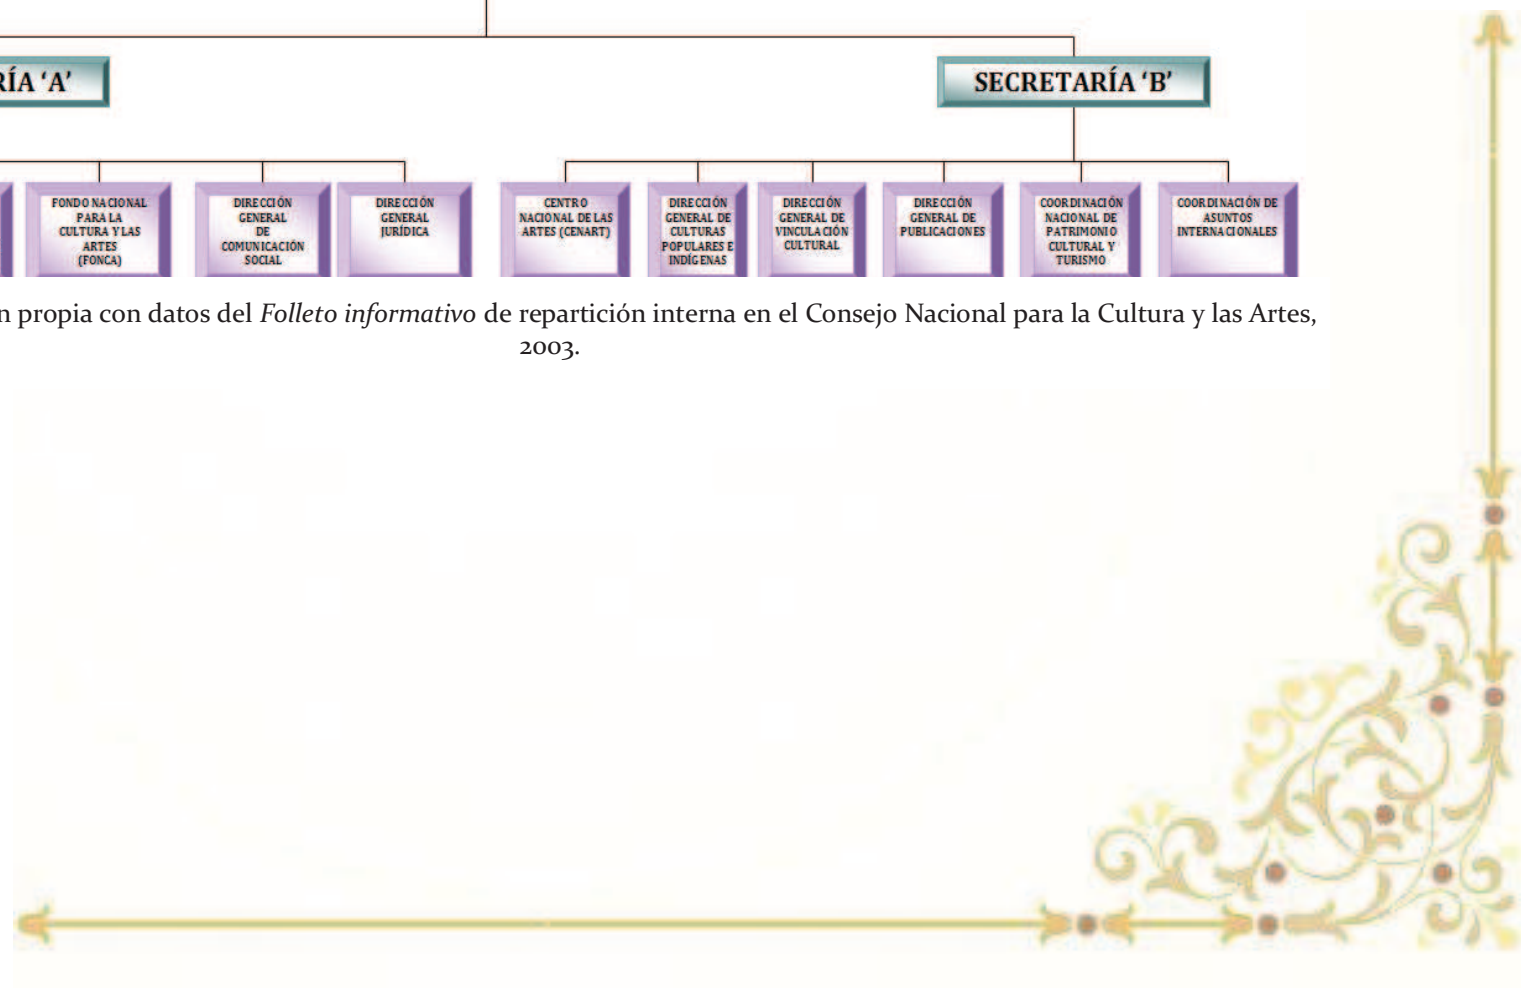 RÍA ‘A’
SECRETARÍA ‘B’
FONDO NACIONAL
PARA LA
CULTURA Y LAS
ARTES
(FONCA)
DIRECCIÓN
GENERAL
DE
COMUNICACIÓN
SOCIAL
DIRECCIÓN
GENERAL
JURÍDICA
CENTRO
NACIONAL DE LAS
ARTES (CENART)
DIRECCIÓN
GENERAL DE
CULTURAS
POPULARES E
INDÍGENAS
DIRECCIÓN
GENERAL DE
VINCULACIÓN
CULTURAL
DIRECCIÓN
GENERAL DE
PUBLICACIONES
COORDINACIÓN
NACIONAL DE
PATRIMONIO
CULTURAL Y
TURISMO
COORDINACIÓN DE
ASUNTOS
INTERNACIONALES
n propia con datos del Folleto informativo de repartición interna en el Consejo Nacional para la Cultura y las Artes,
2003.